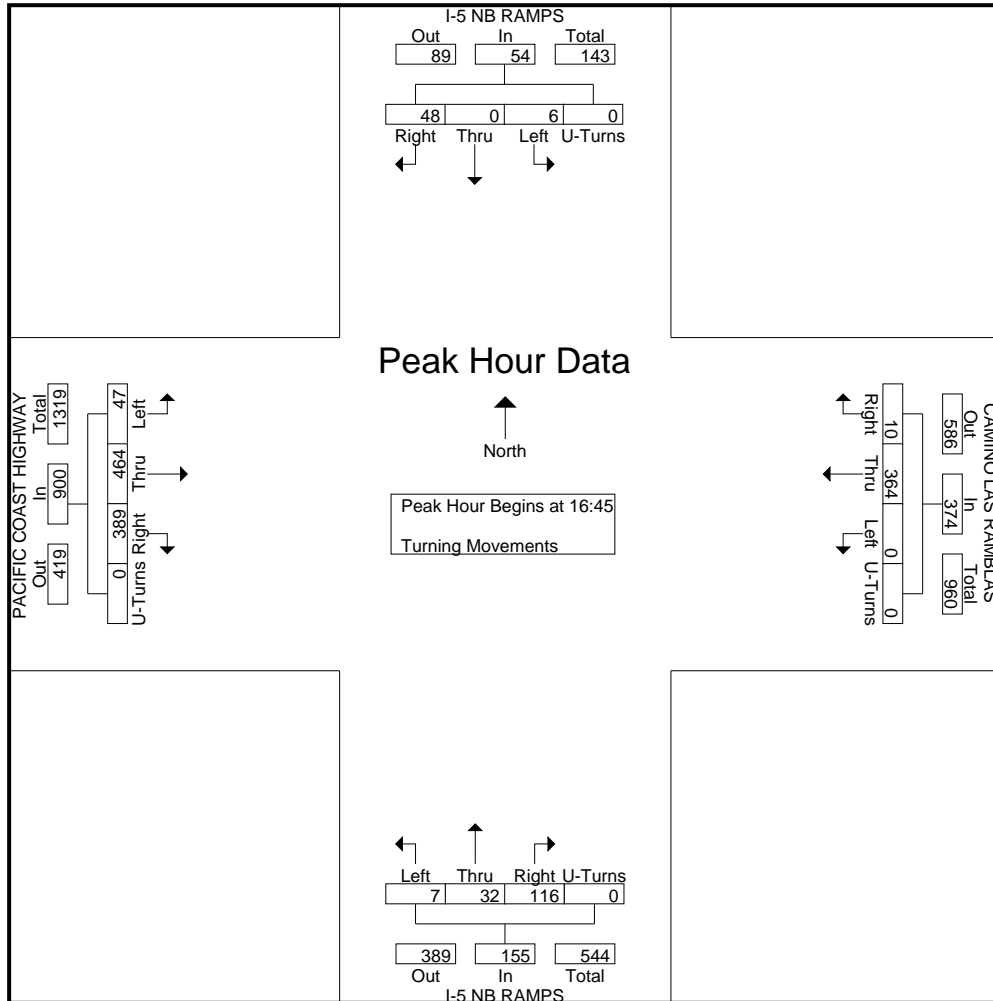 I-5 NB RAMPS
Out In Total
89 54 143
48 0 6 0
Right Thru Left U-Turns
Peak Hour Data
North
Peak Hour Begins at 16:45
Turning Movements
PACIFIC COAST HIGHWAY
Out In Total
419 900 1319
0 389 464 47
U-Turns Right Thru Left
CAMINO LAS RAMBLAS
Out In Total
586 374 960
10 364 0 0
Right Thru Left U-Turns
Left Thru Right U-Turns
7 32 116 0
389 155 544
Out In Total
I-5 NB RAMPS